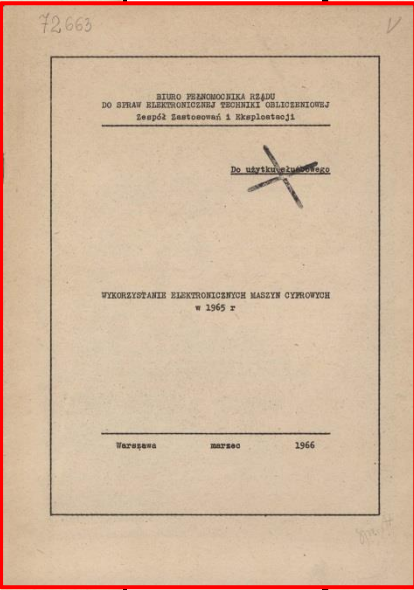 72663
V
BIURO PEŁNOMOCNIKA RZĄDU
DO SPRAW ELEKTRONICZNEJ TECHNIKI OBLICZENIOWEJ
Zespół Zastosowań i Eksploatacji
Do użytku służbowego
WYKORZYSTANIE ELEKTRONICZNYCH MASZYN CYFROWYCH
w 1965 r
Warszawa marzec 1966